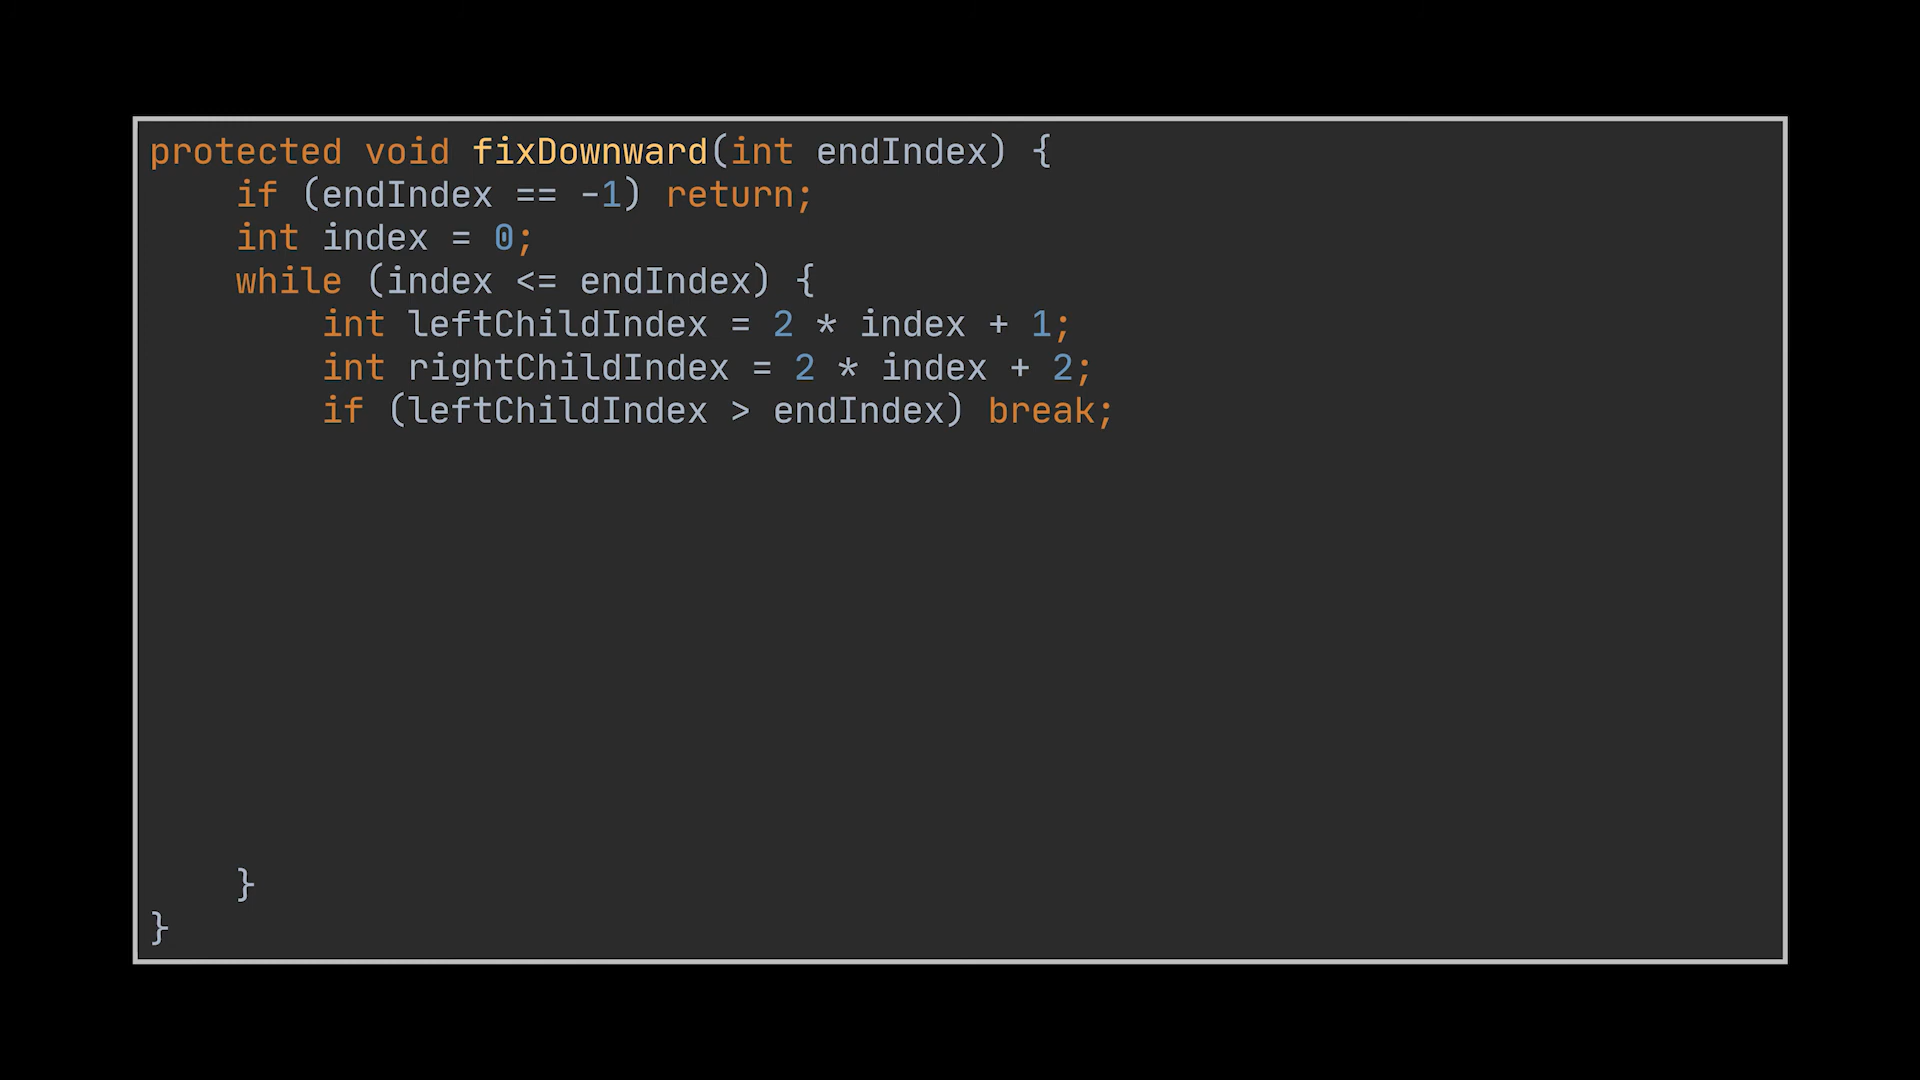 protected void fixDownward(int endIndex) {
    if (endIndex == -1) return;
    int index = 0;
    while (index <= endIndex) {
        int leftChildIndex = 2 * index + 1;
        int rightChildIndex = 2 * index + 2;
        if (leftChildIndex > endIndex) break;
    }
}